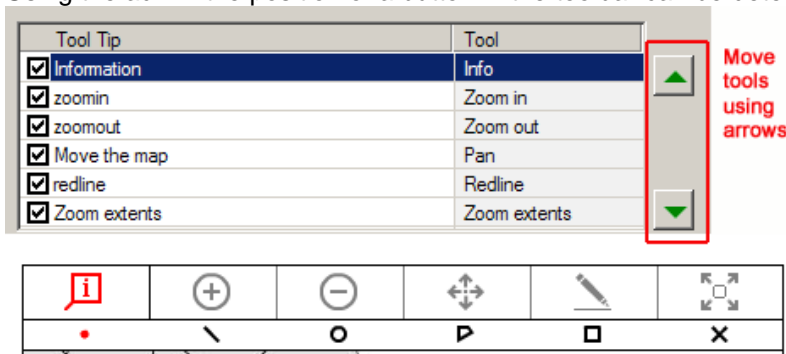 Tool Tip Tool
Information Info
zoomin Zoom in
zoomout Zoom out
Move the map Pan
redline Redline
Zoom extents Zoom extents
Move
tools
using
arrows
i